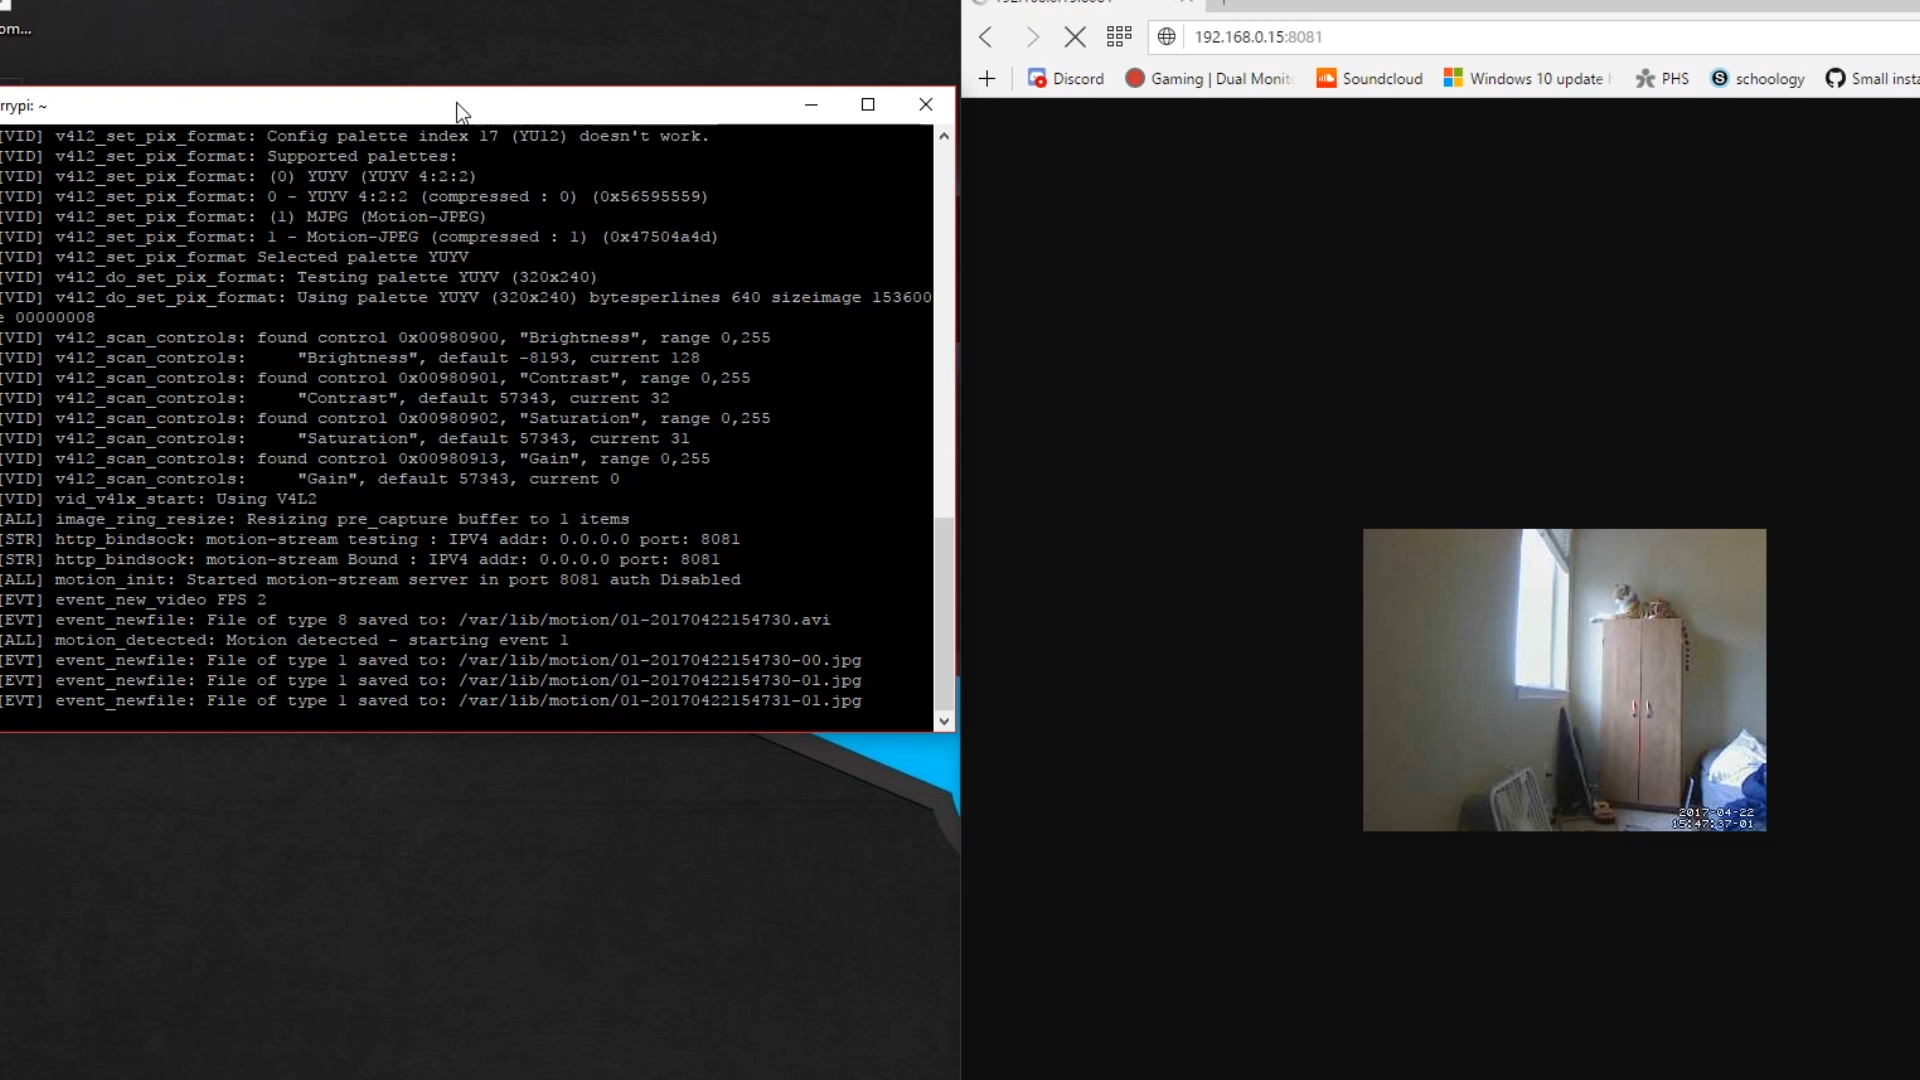 om...
rrypi: ~
[VID] v4l2_set_pix_format: Config palette index 17 (YU12) doesn't work.
[VID] v4l2_set_pix_format: Supported palettes:
[VID] v4l2_set_pix_format: (0) YUYV (YUYV 4:2:2)
[VID] v4l2_set_pix_format: 0 - YUYV 4:2:2 (compressed : 0) (0x56595559)
[VID] v4l2_set_pix_format: (1) MJPG (Motion-JPEG)
[VID] v4l2_set_pix_format: 1 - Motion-JPEG (compressed : 1) (0x47504a4d)
[VID] v4l2_set_pix_format Selected palette YUYV
[VID] v4l2_do_set_pix_format: Testing palette YUYV (320x240)
[VID] v4l2_do_set_pix_format: Using palette YUYV (320x240) bytesperlines 640 sizeimage 153600
e 00000008
[VID] v4l2_scan_controls: found control 0x00980900, "Brightness", range 0,255
[VID] v4l2_scan_controls: "Brightness", default -8193, current 128
[VID] v4l2_scan_controls: found control 0x00980901, "Contrast", range 0,255
[VID] v4l2_scan_controls: "Contrast", default 57343, current 32
[VID] v4l2_scan_controls: found control 0x00980902, "Saturation", range 0,255
[VID] v4l2_scan_controls: "Saturation", default 57343, current 31
[VID] v4l2_scan_controls: found control 0x00980913, "Gain", range 0,255
[VID] v4l2_scan_controls: "Gain", default 57343, current 0
[VID] vid_v4lx_start: Using V4L2
[ALL] image_ring_resize: Resizing pre_capture buffer to 1 items
[STR] http_bindsock: motion-stream testing : IPV4 addr: 0.0.0.0 port: 8081
[STR] http_bindsock: motion-stream Bound : IPV4 addr: 0.0.0.0 port: 8081
[ALL] motion_init: Started motion-stream server in port 8081 auth Disabled
[EVT] event_new_video FPS 2
[EVT] event_newfile: File of type 8 saved to: /var/lib/motion/01-20170422154730.avi
[ALL] motion_detected: Motion detected - starting event 1
[EVT] event_newfile: File of type 1 saved to: /var/lib/motion/01-20170422154730-00.jpg
[EVT] event_newfile: File of type 1 saved to: /var/lib/motion/01-20170422154730-01.jpg
[EVT] event_newfile: File of type 1 saved to: /var/lib/motion/01-20170422154731-01.jpg
192.168.0.15:8081
Discord Gaming | Dual Monit Soundcloud Windows 10 update PHS schoology Small inst
2017-04-22
15:47:37-01